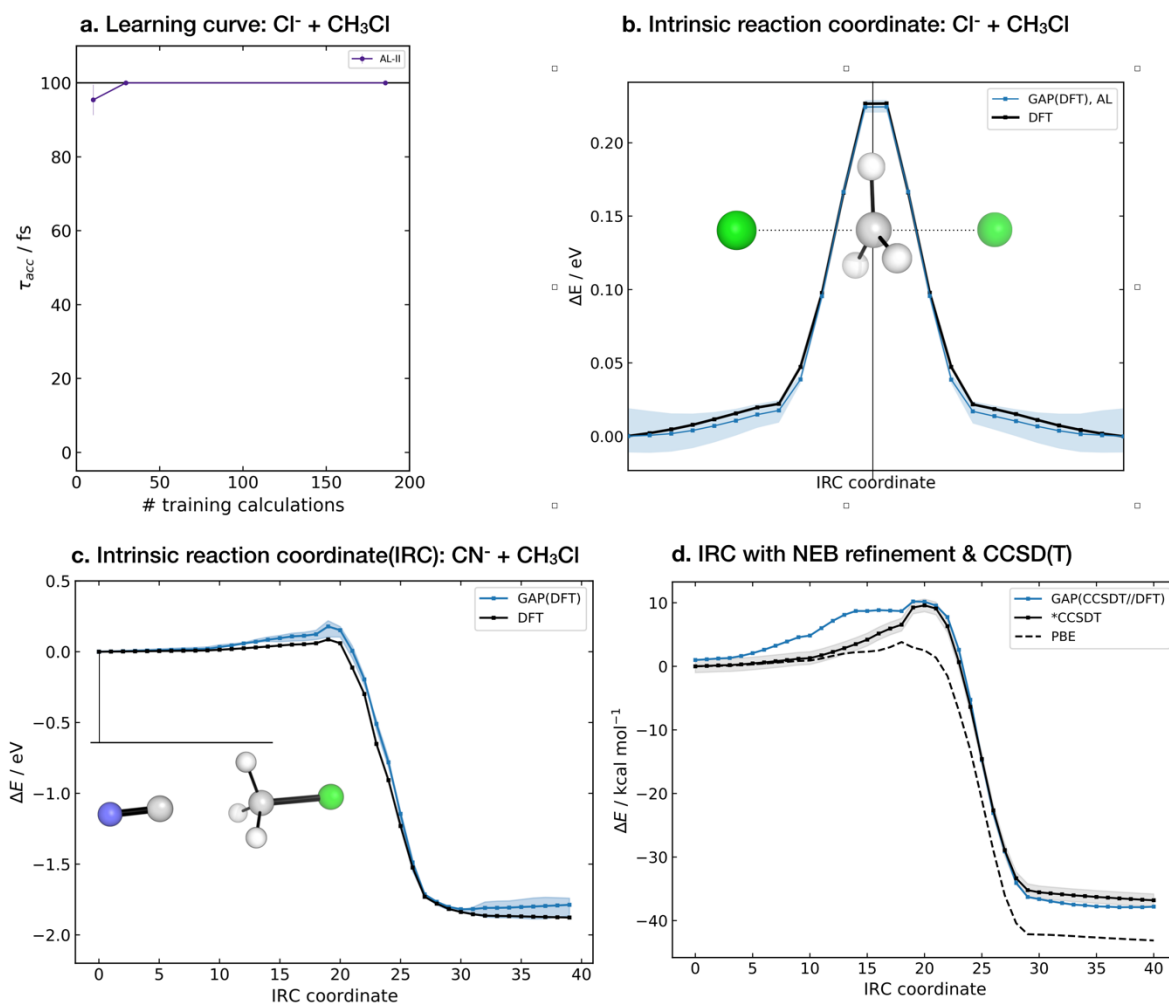 a. Learning curve: Cl⁻ + CH₃Cl
AL-II
100
80
60
40
20
0
τacc / fs
0 50 100 150 200
# training calculations
b. Intrinsic reaction coordinate: Cl⁻ + CH₃Cl
GAP(DFT), AL
DFT
0.20
0.15
0.10
0.05
0.00
ΔE / eV
IRC coordinate
c. Intrinsic reaction coordinate(IRC): CN⁻ + CH₃Cl
GAP(DFT)
DFT
0.5
0.0
−0.5
−1.0
−1.5
−2.0
ΔE / eV
0 5 10 15 20 25 30 35 40
IRC coordinate
d. IRC with NEB refinement & CCSD(T)
GAP(CCSDT//DFT)
*CCSDT
PBE
10
0
−10
−20
−30
−40
ΔE / kcal mol⁻¹
0 5 10 15 20 25 30 35 40
IRC coordinate